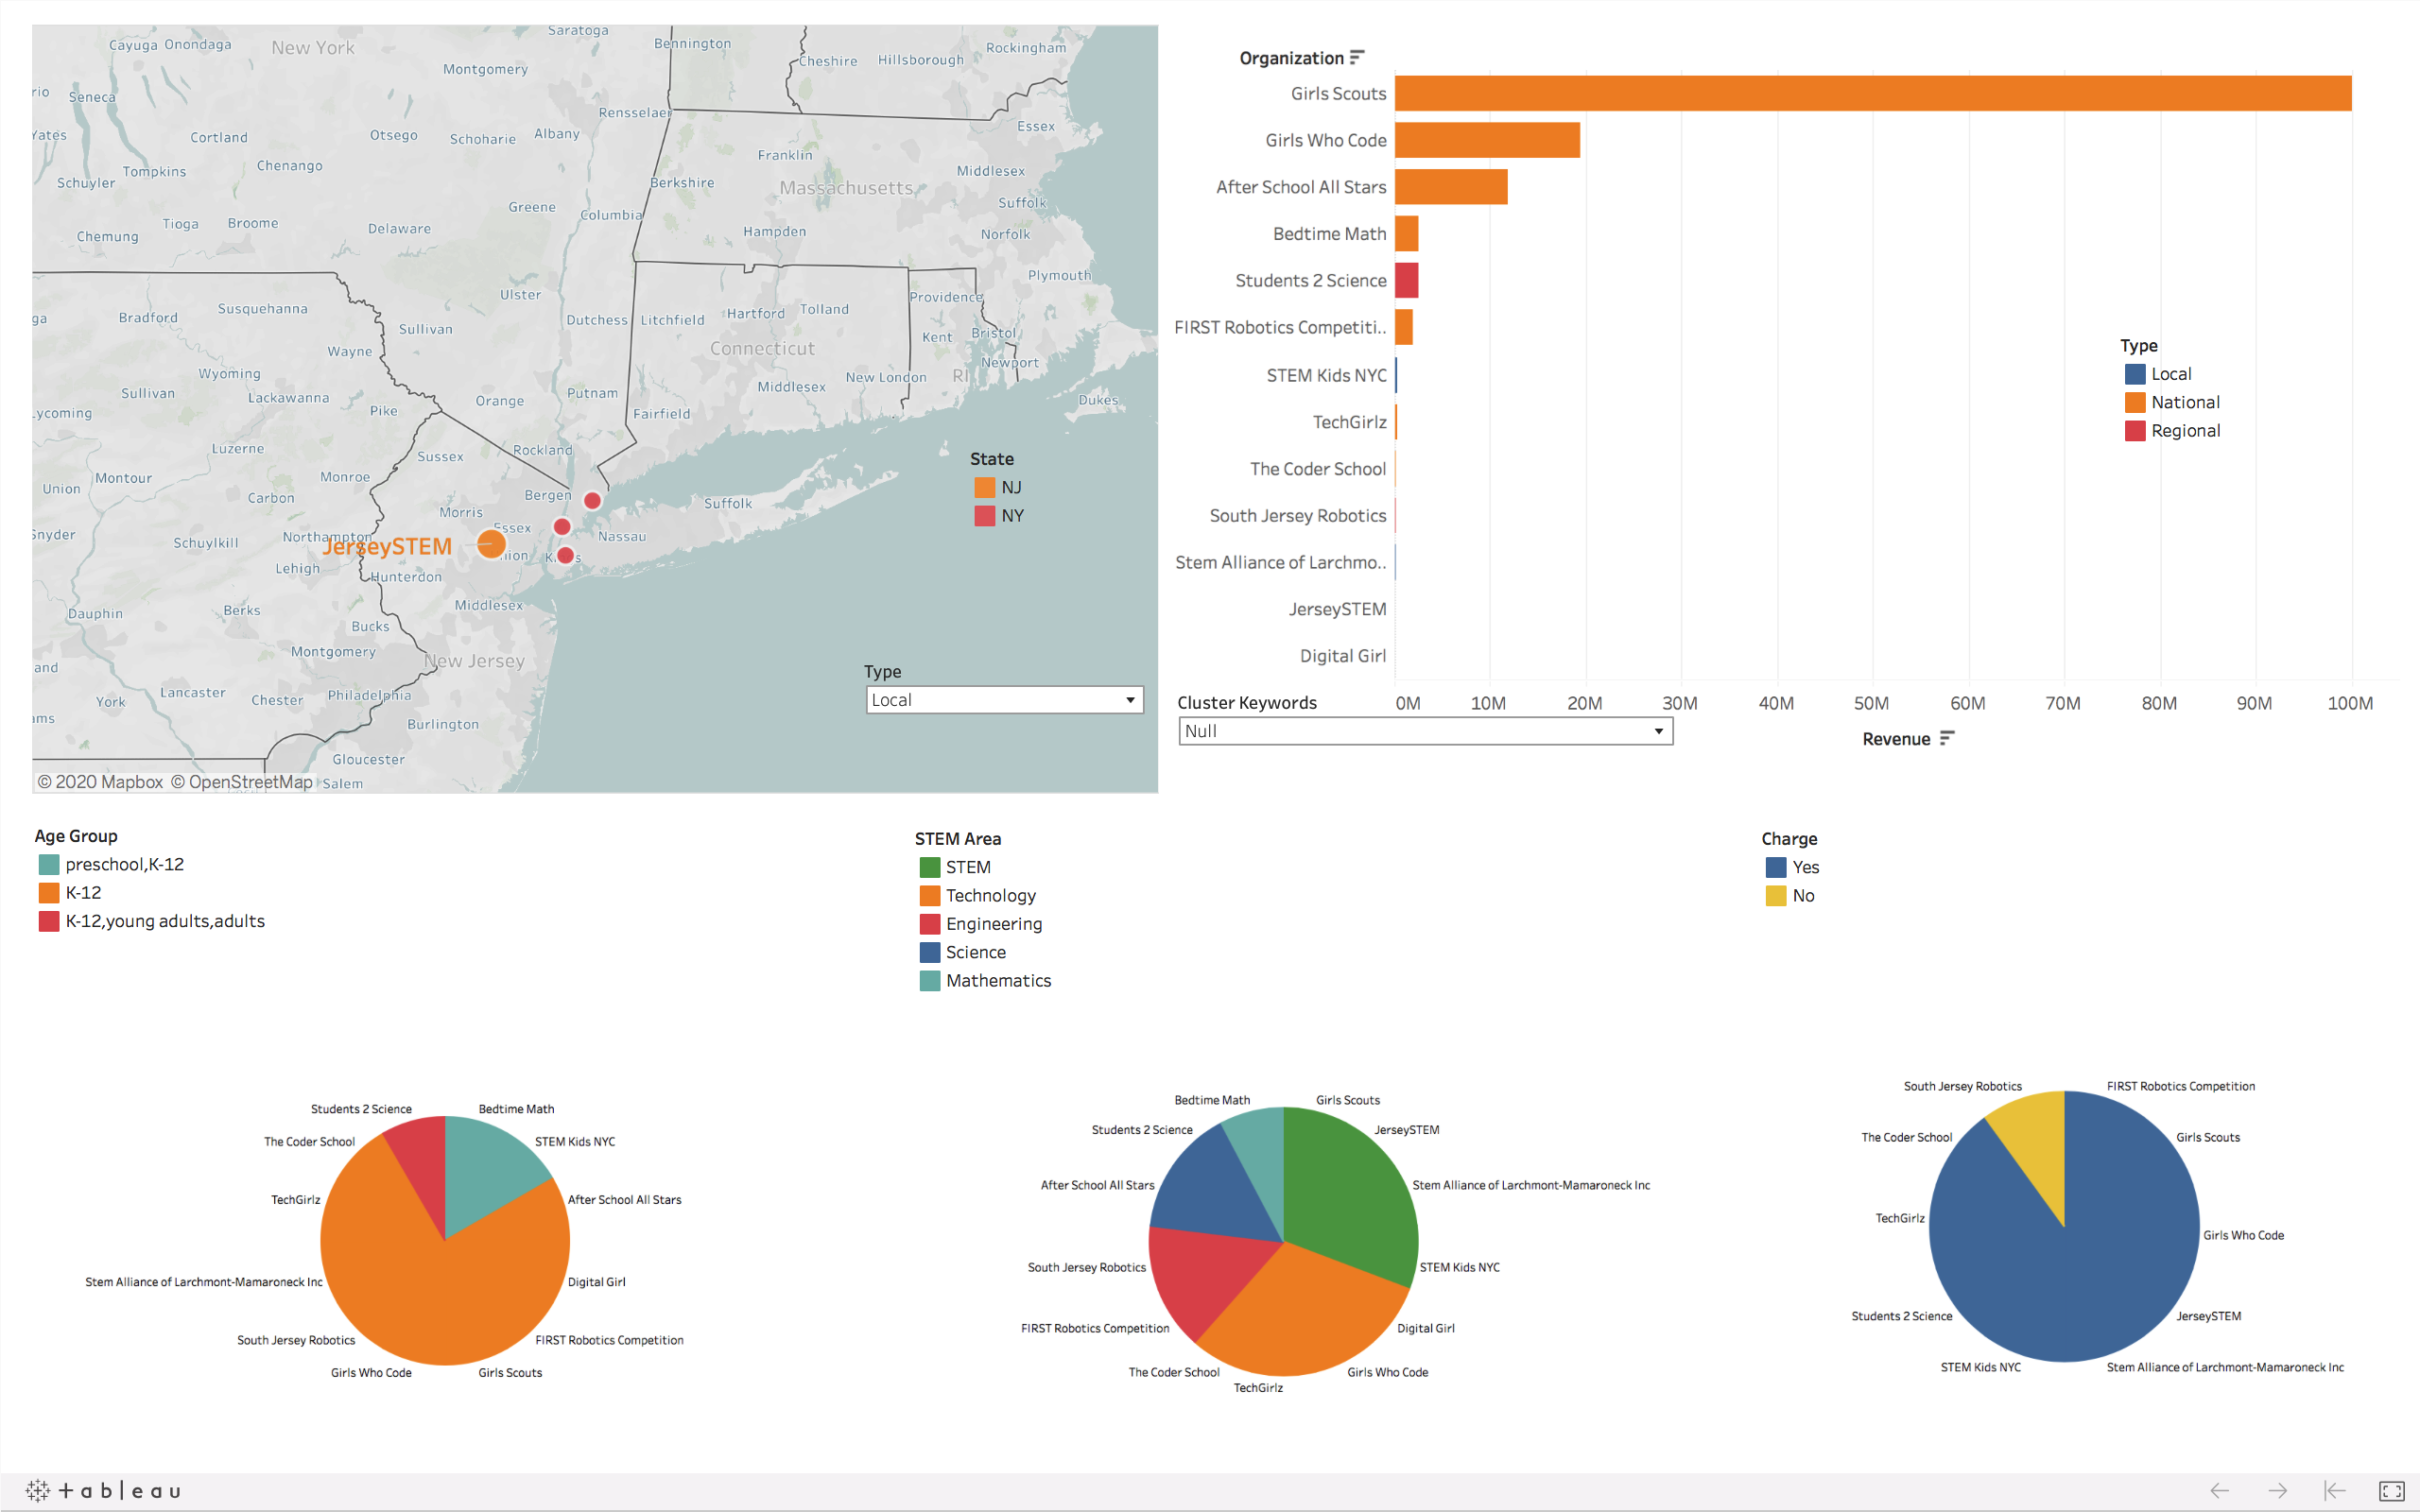 Saratoga
Cayuga Onondaga
New York
Bennington
Rockingham
Cheshire
Hillsborough
Montgomery
Seneca
Rensselaer
Yates
Cortland
Otsego
Schoharie
Albany
Essex
Chenango
Franklin
Tompkins
Middlesex
Schuyler
Berkshire
Massachusetts
Greene
Columbia
Suffolk
Tioga
Broome
Delaware
Chemung
Hampden
Norfolk
Plymouth
Ulster
Providence
Susquehanna
Bradford
Dutchess
Litchfield
Hartford
Tolland
Sullivan
Kent
Bristol
Wayne
Connecticut
Newport
Wyoming
New London
RI
Sullivan
Lackawanna
Orange
Putnam
Middlesex
Pike
Fairfield
Dukes
Lycoming
Luzerne
Sussex
Rockland
Montour
Monroe
Union
Carbon
Bergen
Suffolk
Morris
Essex
Snyder
Schuylkill
Northampton
JerseySTEM
Nassau
Lehigh
Hunterdon
Dauphin
Berks
Middlesex
Bucks
Montgomery
New Jersey
York
Lancaster
Chester
Philadelphia
Burlington
Gloucester
Salem
© 2020 Mapbox © OpenStreetMap
State
NJ
NY
Type
Local
Organization
Girls Scouts
Girls Who Code
After School All Stars
Bedtime Math
Students 2 Science
FIRST Robotics Competiti..
STEM Kids NYC
TechGirlz
The Coder School
South Jersey Robotics
Stem Alliance of Larchmo..
JerseySTEM
Digital Girl
0M 10M 20M 30M 40M 50M 60M 70M 80M 90M 100M
Revenue
Type
Local
National
Regional
Cluster Keywords
Null
Age Group
preschool,K-12
K-12
K-12,young adults,adults
STEM Area
STEM
Technology
Engineering
Science
Mathematics
Charge
Yes
No
Students 2 Science
Bedtime Math
The Coder School
STEM Kids NYC
TechGirlz
After School All Stars
Stem Alliance of Larchmont-Mamaroneck Inc
Digital Girl
South Jersey Robotics
FIRST Robotics Competition
Girls Who Code
Girls Scouts
Bedtime Math
Girls Scouts
Students 2 Science
JerseySTEM
After School All Stars
Stem Alliance of Larchmont-Mamaroneck Inc
South Jersey Robotics
STEM Kids NYC
FIRST Robotics Competition
Digital Girl
The Coder School
Girls Who Code
TechGirlz
South Jersey Robotics
FIRST Robotics Competition
The Coder School
Girls Scouts
TechGirlz
Girls Who Code
Students 2 Science
JerseySTEM
STEM Kids NYC
Stem Alliance of Larchmont-Mamaroneck Inc
+ableau